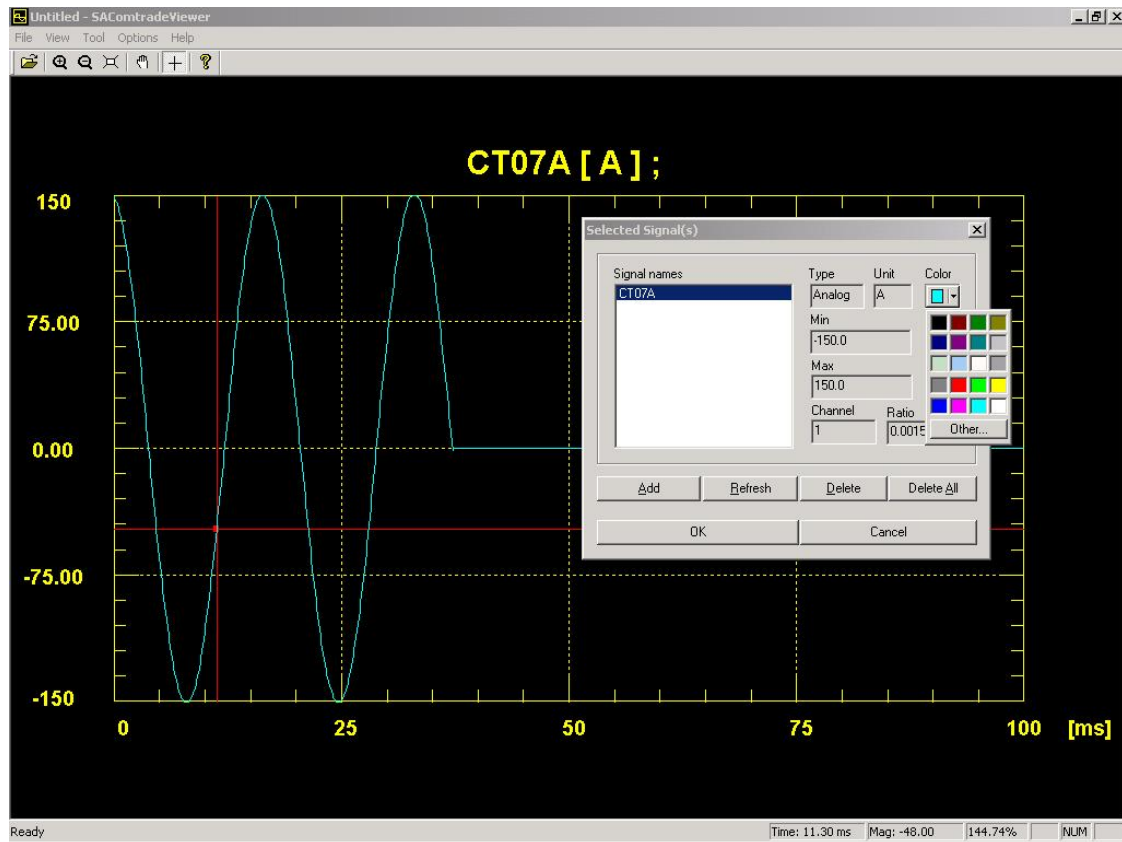 Untitled - SAComtradeViewer
File View Tool Options Help
CT07A [ A ] ;
150
75.00
0.00
-75.00
-150
0 25 50 75 100 [ms]
Selected Signal(s)
Signal names
CT07A
Type Unit Color
Analog A
Min
-150.0
Max
150.0
Channel Ratio
1 0.0015
Other...
Add Refresh Delete Delete All
OK Cancel
Ready Time: 11.30 ms Mag: -48.00 144.74% NUM